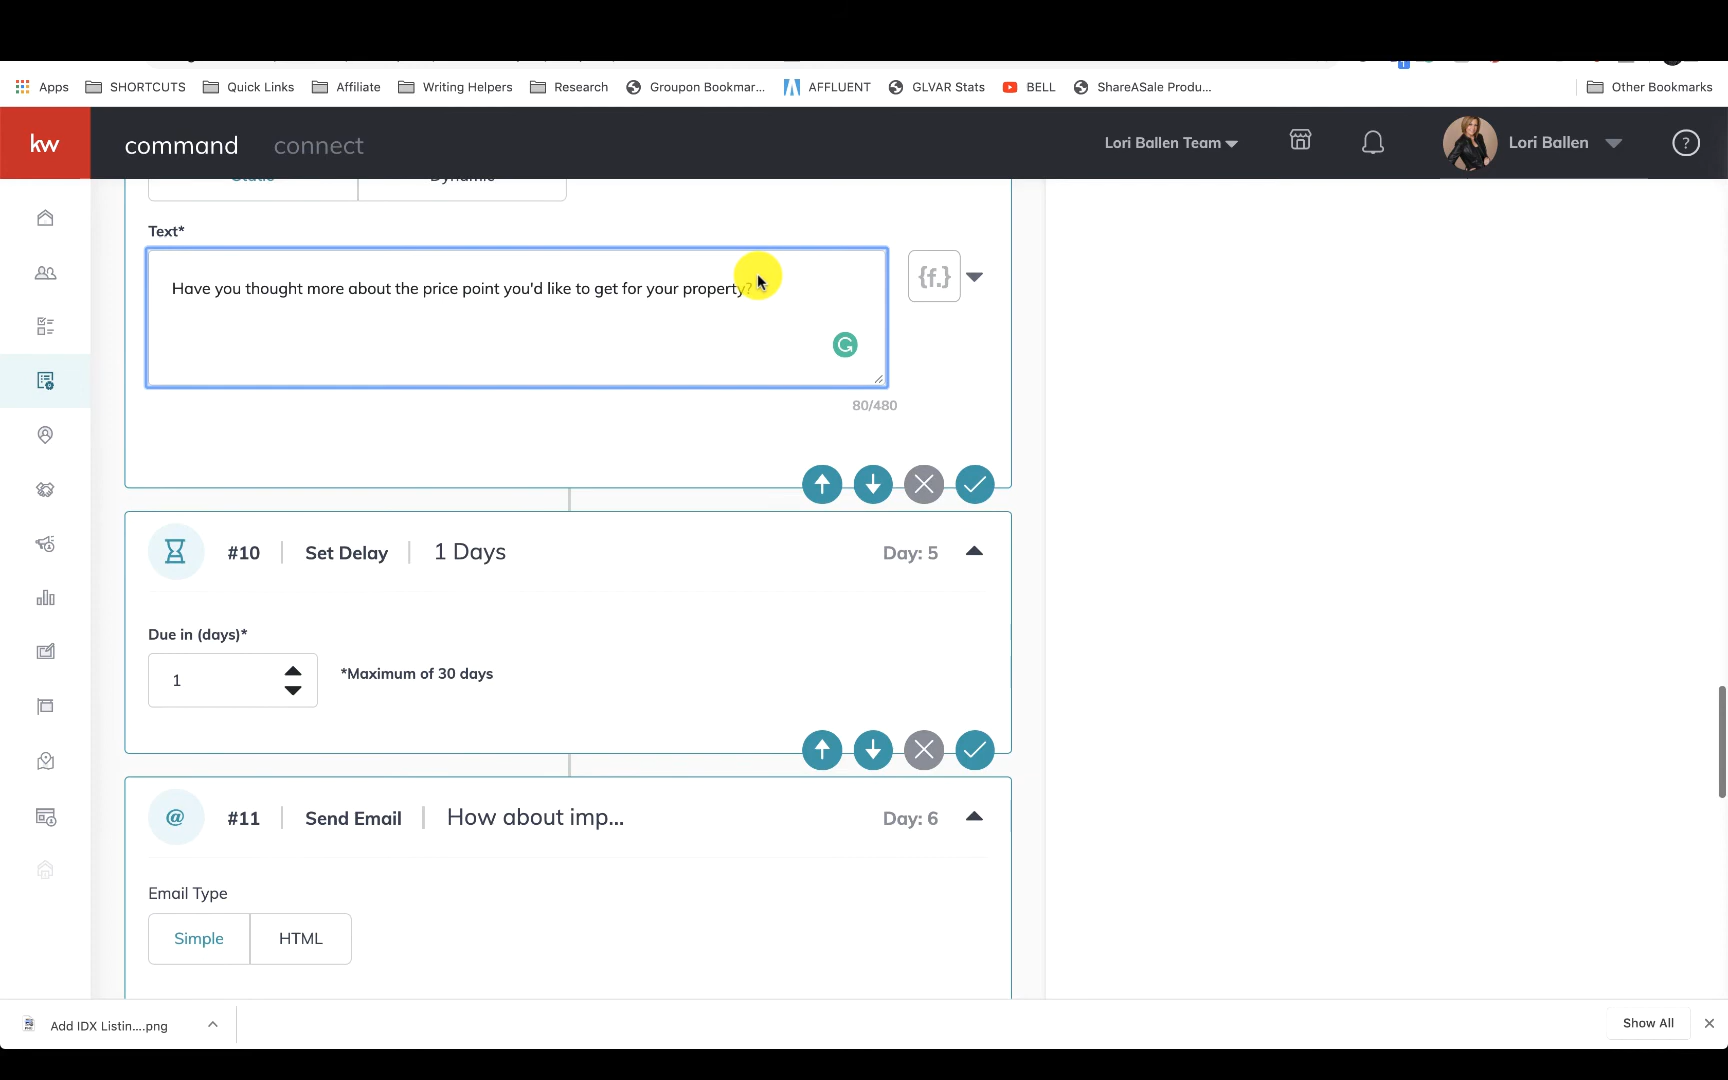 Apps SHORTCUTS Quick Links Affiliate Writing Helpers Research Groupon Bookmar... AFFLUENT GLVAR Stats BELL ShareASale Produ... Other Bookmarks
kw command connect Lori Ballen Team Lori Ballen ?
Static Dynamic
Text*
Have you thought more about the price point you'd like to get for your property?
{f.}
80/480
#10 Set Delay 1 Days Day: 5
Due in (days)*
1 *Maximum of 30 days
@ #11 Send Email How about imp... Day: 6
Email Type
Simple HTML
Add IDX Listin....png Show All